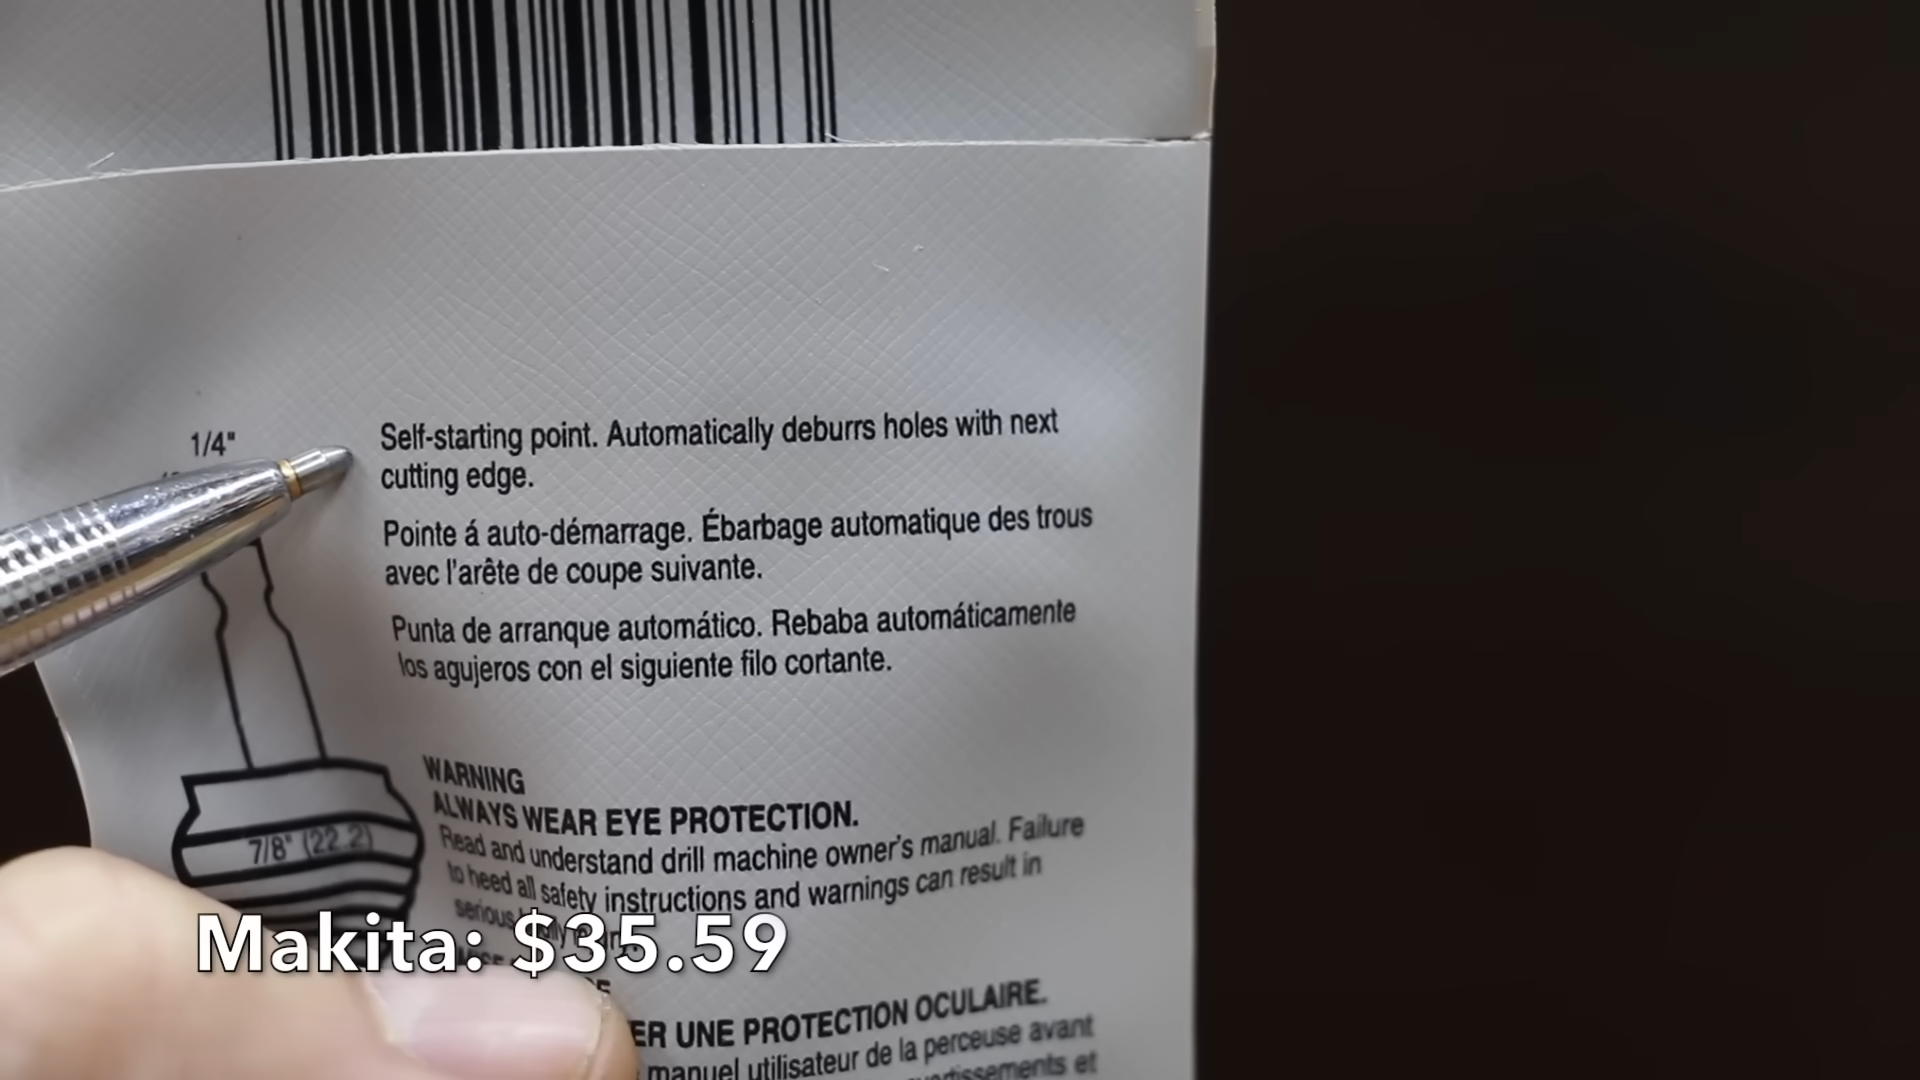 1/4"
Self-starting point. Automatically deburrs holes with next
cutting edge.
Pointe á auto-démarrage. Ébarbage automatique des trous
avec l'arête de coupe suivante.
Punta de arranque automático. Rebaba automáticamente
los agujeros con el siguiente filo cortante.
WARNING
ALWAYS WEAR EYE PROTECTION.
Read and understand drill machine owner's manual. Failure
to heed all safety instructions and warnings can result in
serious
7/8" (22.2)
Makita: $35.59
ER UNE PROTECTION OCULAIRE.
manuel utilisateur de la perceuse avant
et